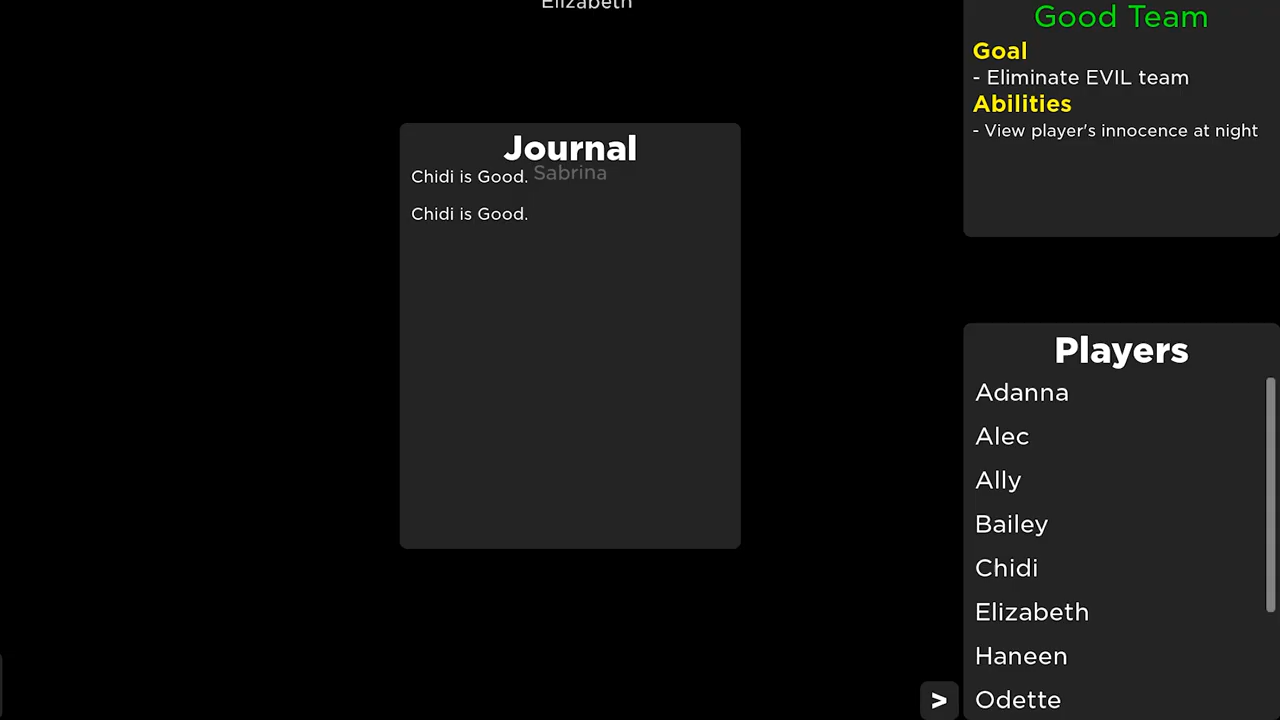 Elizabeth
Good Team
Goal
- Eliminate EVIL team
Abilities
- View player's innocence at night
Journal
Sabrina
Chidi is Good.
Chidi is Good.
Players
Adanna
Alec
Ally
Bailey
Chidi
Elizabeth
Haneen
Odette
>